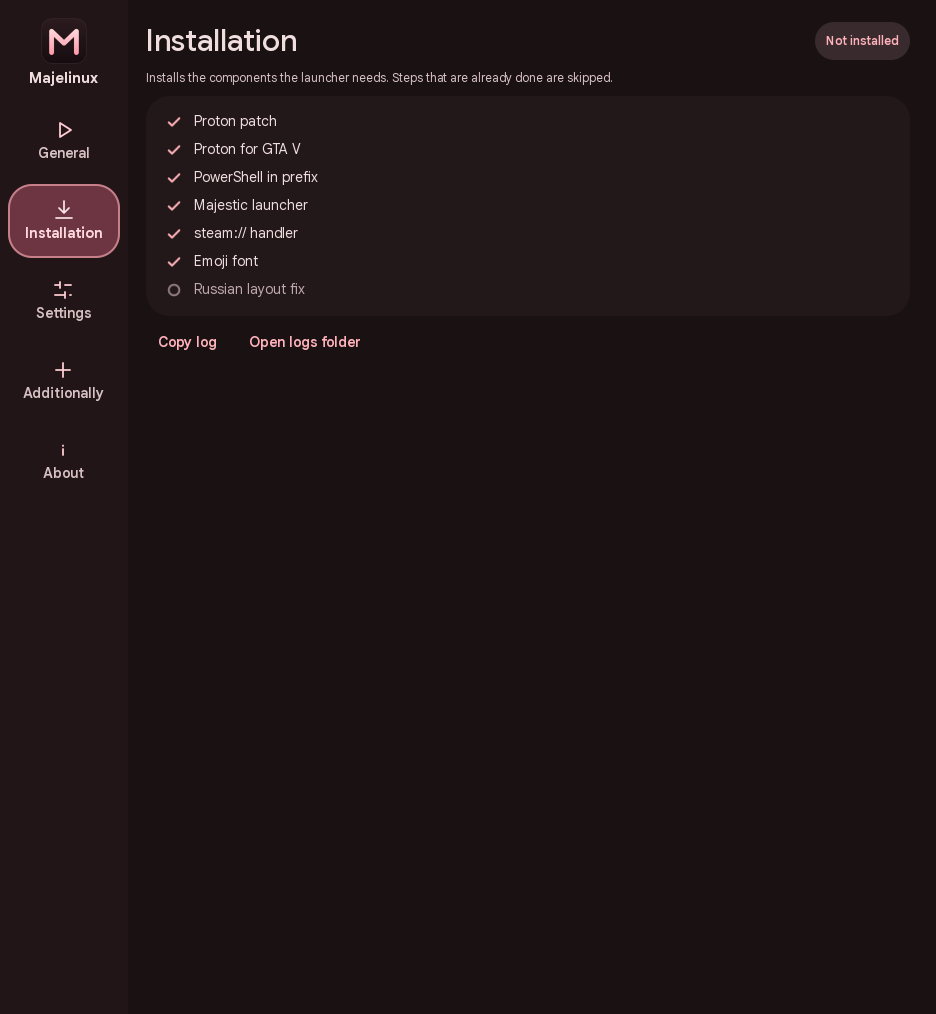 Majelinux
General
Installation
Settings
Additionally
About
Installation
Not installed
Installs the components the launcher needs. Steps that are already done are skipped.
Proton patch
Proton for GTA V
PowerShell in prefix
Majestic launcher
steam:// handler
Emoji font
Russian layout fix
Copy log
Open logs folder